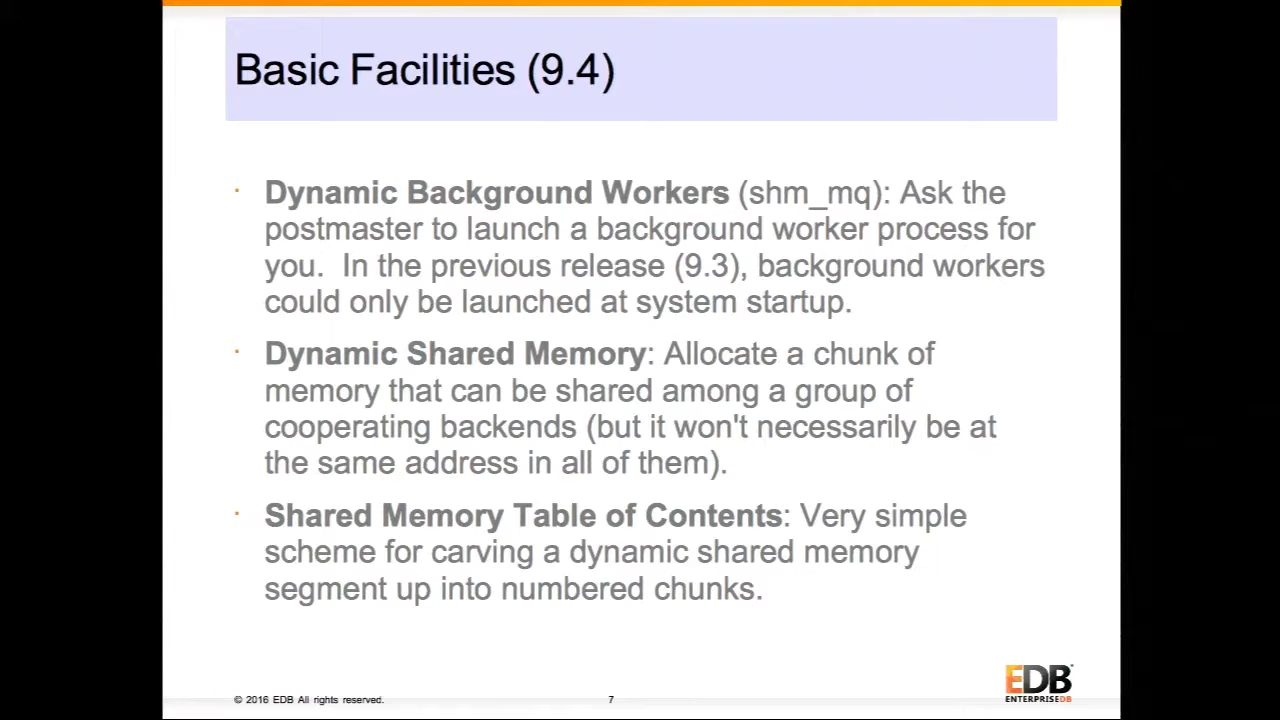 Basic Facilities (9.4)
· Dynamic Background Workers (shm_mq): Ask the
postmaster to launch a background worker process for
you.  In the previous release (9.3), background workers
could only be launched at system startup.
· Dynamic Shared Memory: Allocate a chunk of
memory that can be shared among a group of
cooperating backends (but it won't necessarily be at
the same address in all of them).
· Shared Memory Table of Contents: Very simple
scheme for carving a dynamic shared memory
segment up into numbered chunks.
© 2016 EDB All rights reserved.
7
EDB
ENTERPRISEDB